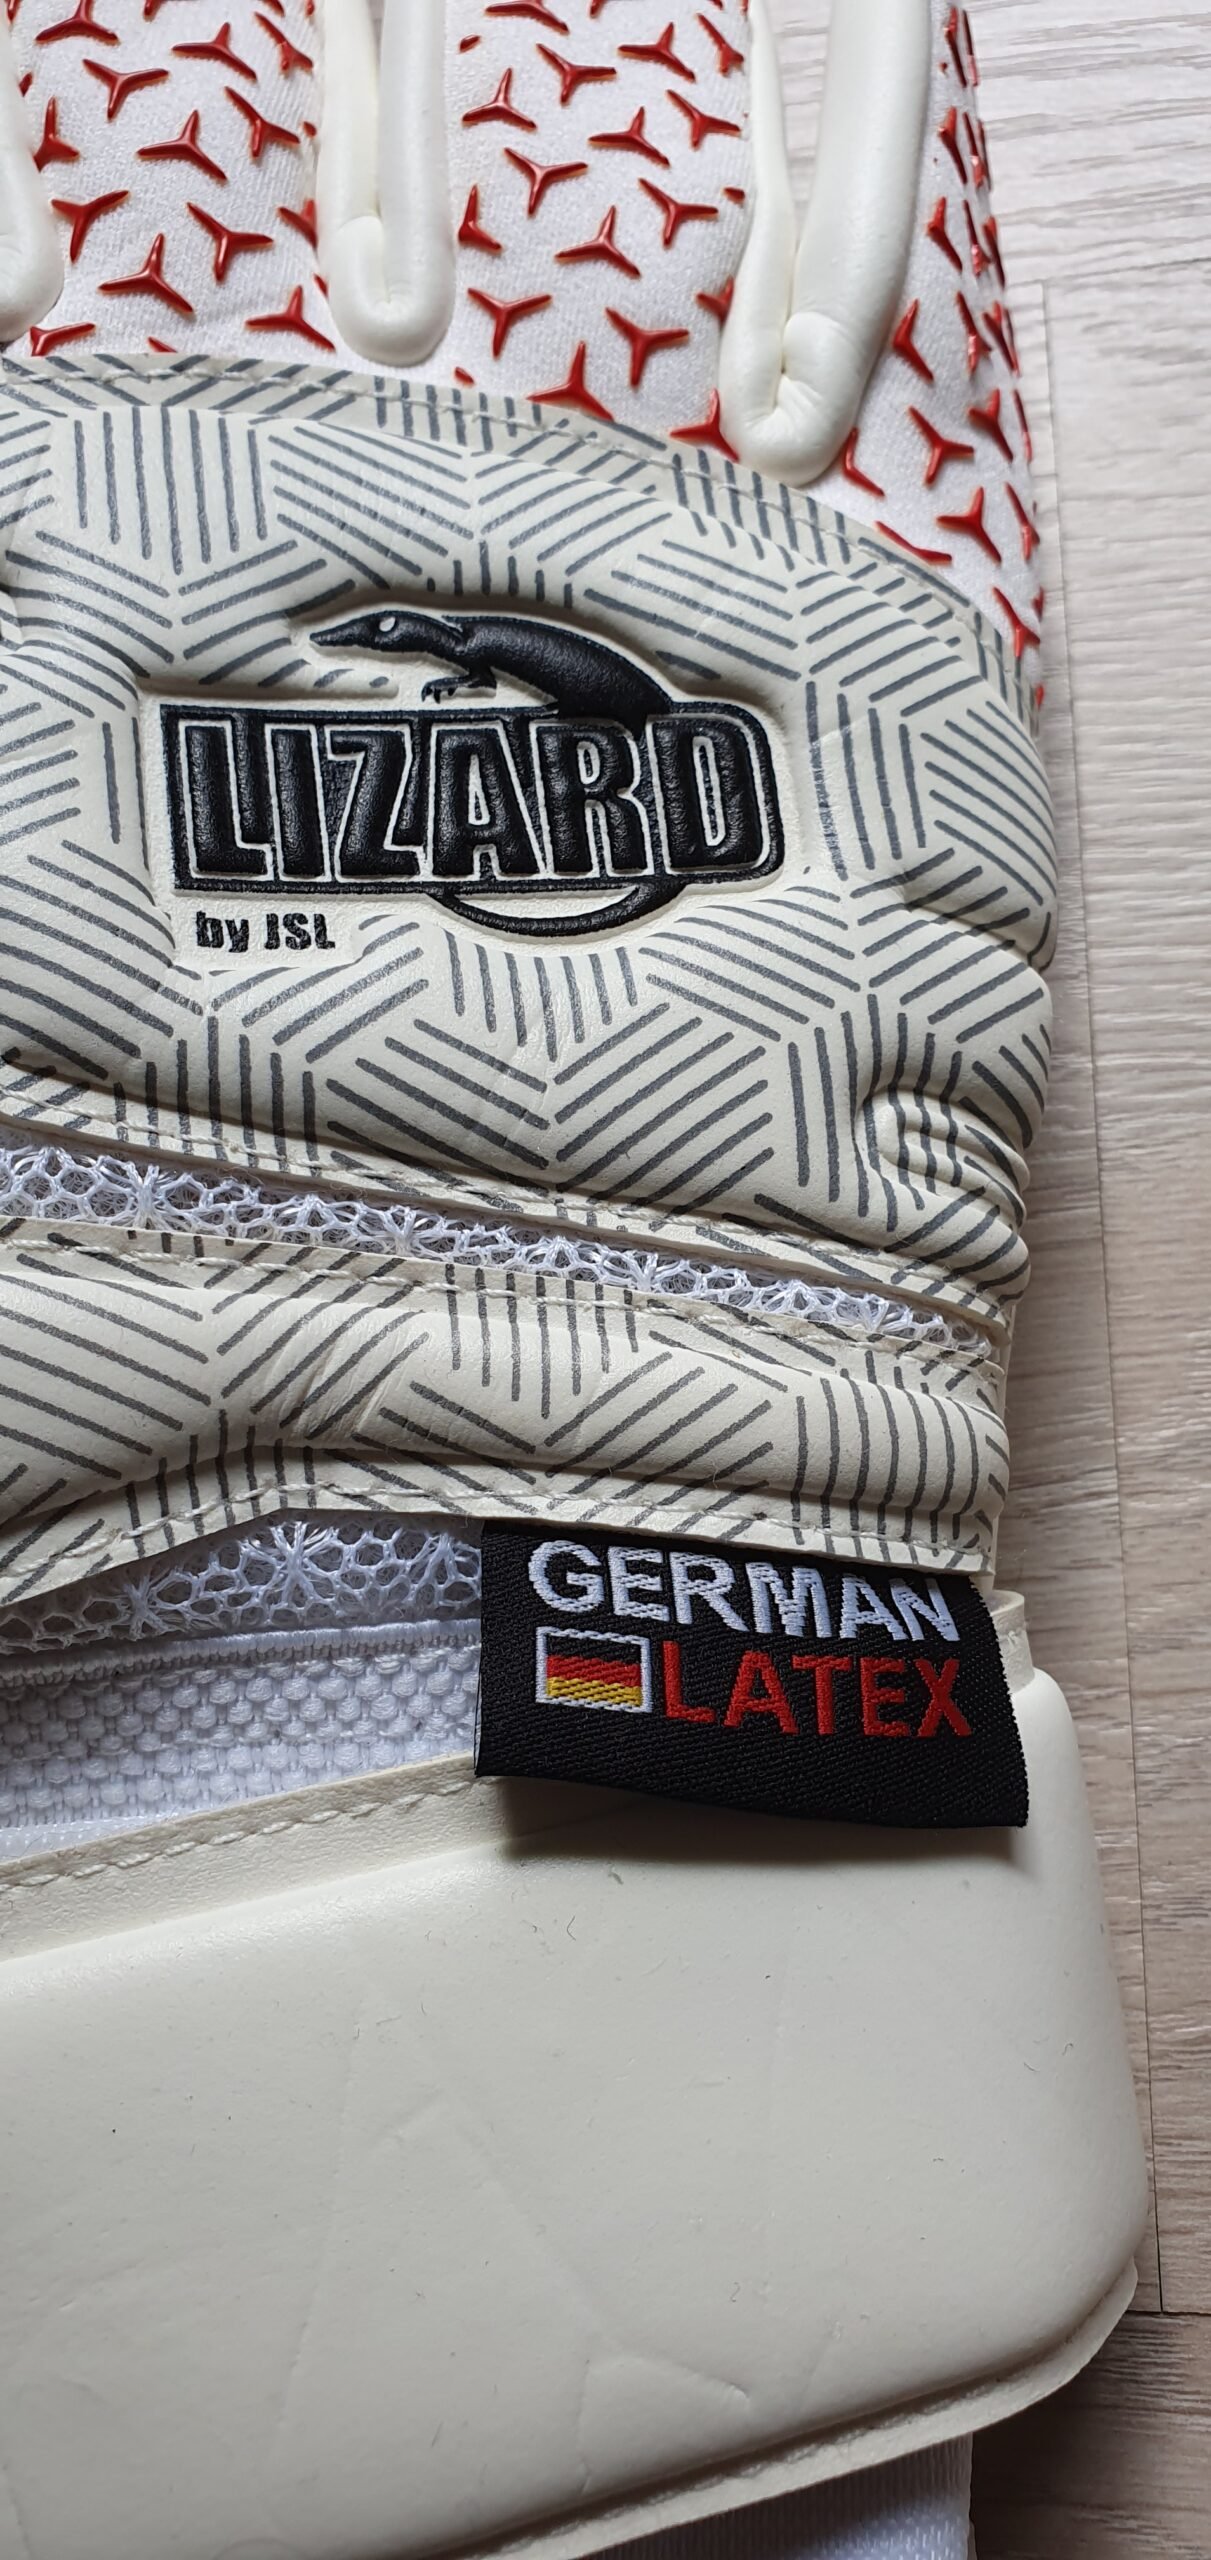 LIZARD
by JSL
GERMAN
LATEX